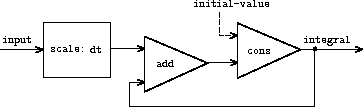 initial-value
input
integral
scale: dt
add
cons